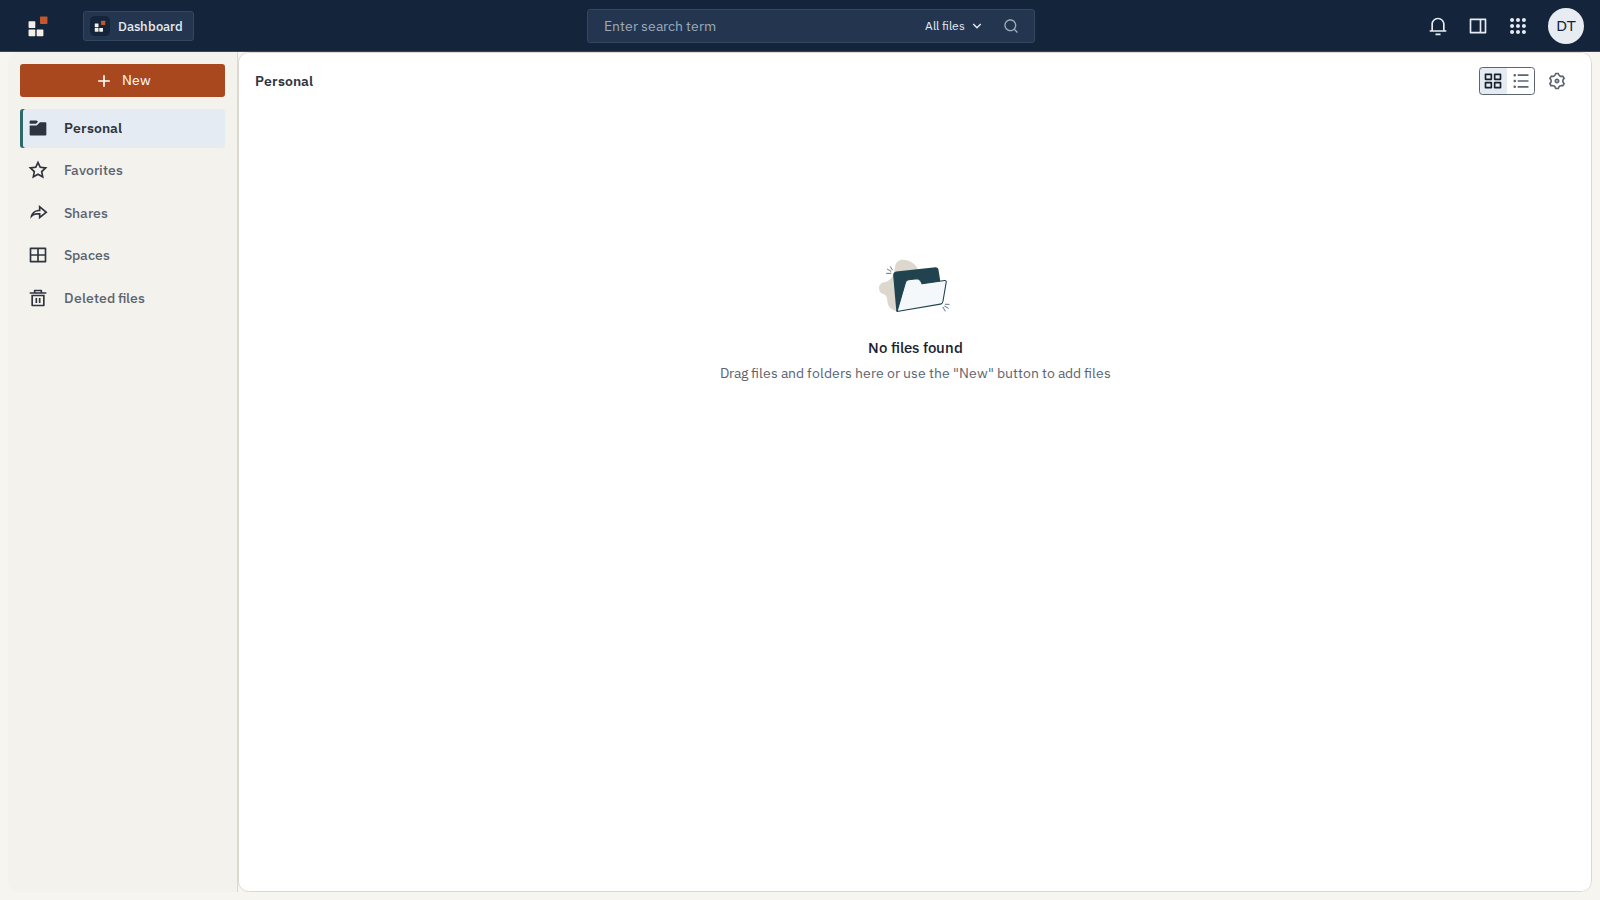 Dashboard
Enter search term
All files
DT
New
Personal
Favorites
Shares
Spaces
Deleted files
Personal
No files found
Drag files and folders here or use the "New" button to add files